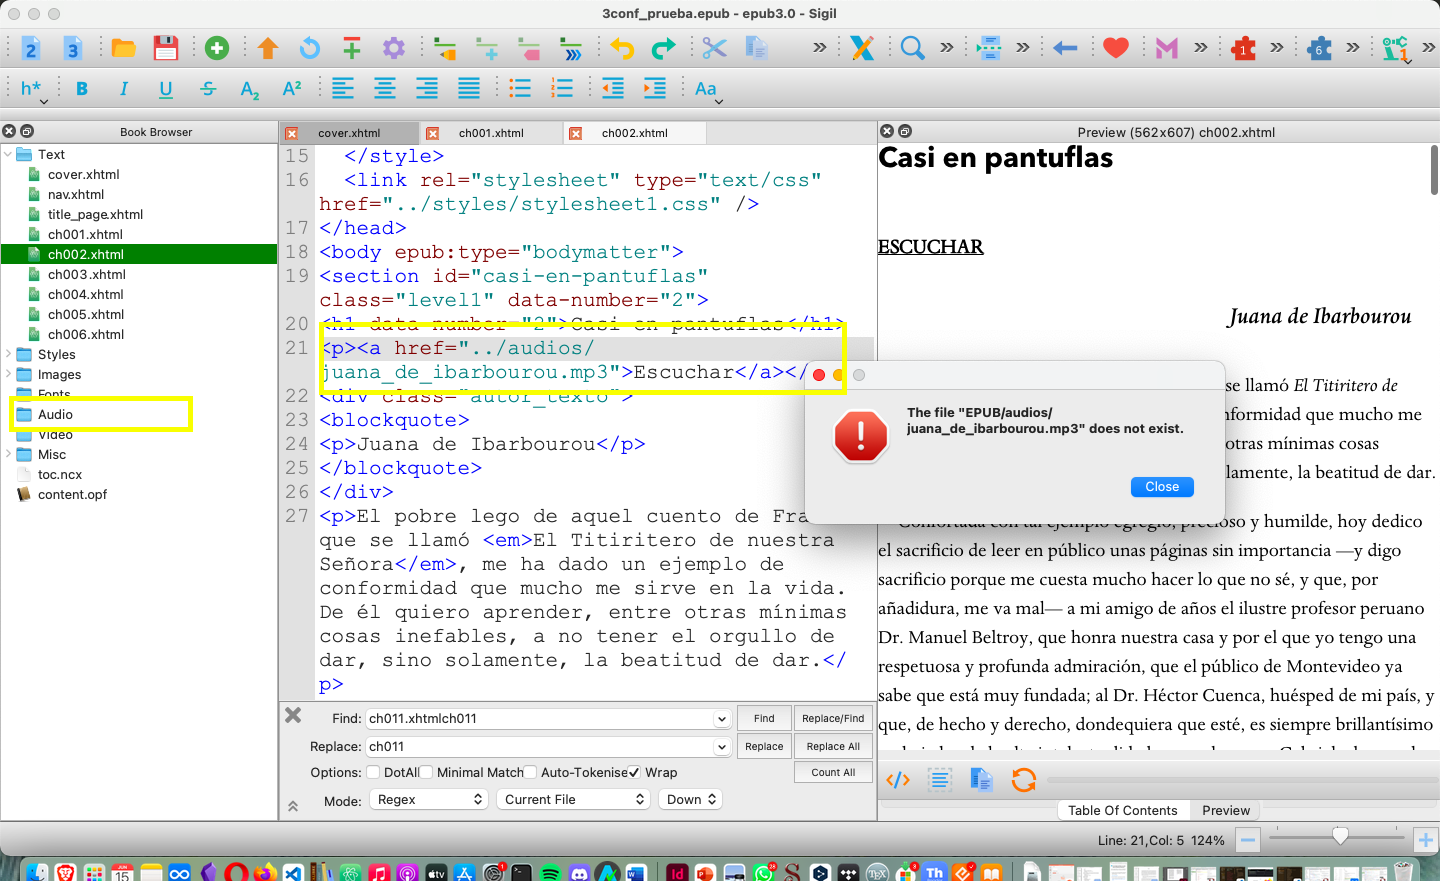 3conf_prueba.epub - epub3.0 - Sigil
2
3
1
6
1
h*
B
I
U
S
A2
A2
Aa
Book Browser
Text
cover.xhtml
nav.xhtml
title_page.xhtml
ch001.xhtml
ch002.xhtml
ch003.xhtml
ch004.xhtml
ch005.xhtml
ch006.xhtml
Styles
Images
Fonts
Audio
Video
Misc
toc.ncx
content.opf
cover.xhtml
ch001.xhtml
ch002.xhtml
15 </style>
16 <link rel="stylesheet" type="text/css"
href="../styles/stylesheet1.css" />
17 </head>
18 <body epub:type="bodymatter">
19 <section id="casi-en-pantuflas"
class="level1" data-number="2">
20 <h1 data-number="2">Casi en pantuflas</h1>
21 <p><a href="../audios/
juana_de_ibarbourou.mp3">Escuchar</a></
22 <div class="autor_texto">
23 <blockquote>
24 <p>Juana de Ibarbourou</p>
25 </blockquote>
26 </div>
27 <p>El pobre lego de aquel cuento de Fra
que se llamó <em>El Titiritero de nuestra
Señora</em>, me ha dado un ejemplo de
conformidad que mucho me sirve en la vida.
De él quiero aprender, entre otras mínimas
cosas inefables, a no tener el orgullo de
dar, sino solamente, la beatitud de dar.</
p>
Find: ch011.xhtmlch011
Find
Replace/Find
Replace: ch011
Replace
Replace All
Options: DotAll Minimal Match Auto-Tokenise Wrap
Count All
Mode: Regex Current File Down
Preview (562x607) ch002.xhtml
Casi en pantuflas
ESCUCHAR
Juana de Ibarbourou
se llamó El Titiritero de
nformidad que mucho me
otras mínimas cosas
lamente, la beatitud de dar.
The file "EPUB/audios/
juana_de_ibarbourou.mp3" does not exist.
Close
Confortada con tal ejemplo egregio, precioso y humilde, hoy dedico
el sacrificio de leer en público unas páginas sin importancia —y digo
sacrificio porque me cuesta mucho hacer lo que no sé, y que, por
añadidura, me va mal— a mi amigo de años el ilustre profesor peruano
Dr. Manuel Beltroy, que honra nuestra casa y por el que yo tengo una
respetuosa y profunda admiración, que el público de Montevideo ya
sabe que está muy fundada; al Dr. Héctor Cuenca, huésped de mi país, y
que, de hecho y derecho, dondequiera que esté, es siempre brillantísimo
Table Of Contents
Preview
Line: 21,Col: 5 124%
JUN
15
tv
Id
Th